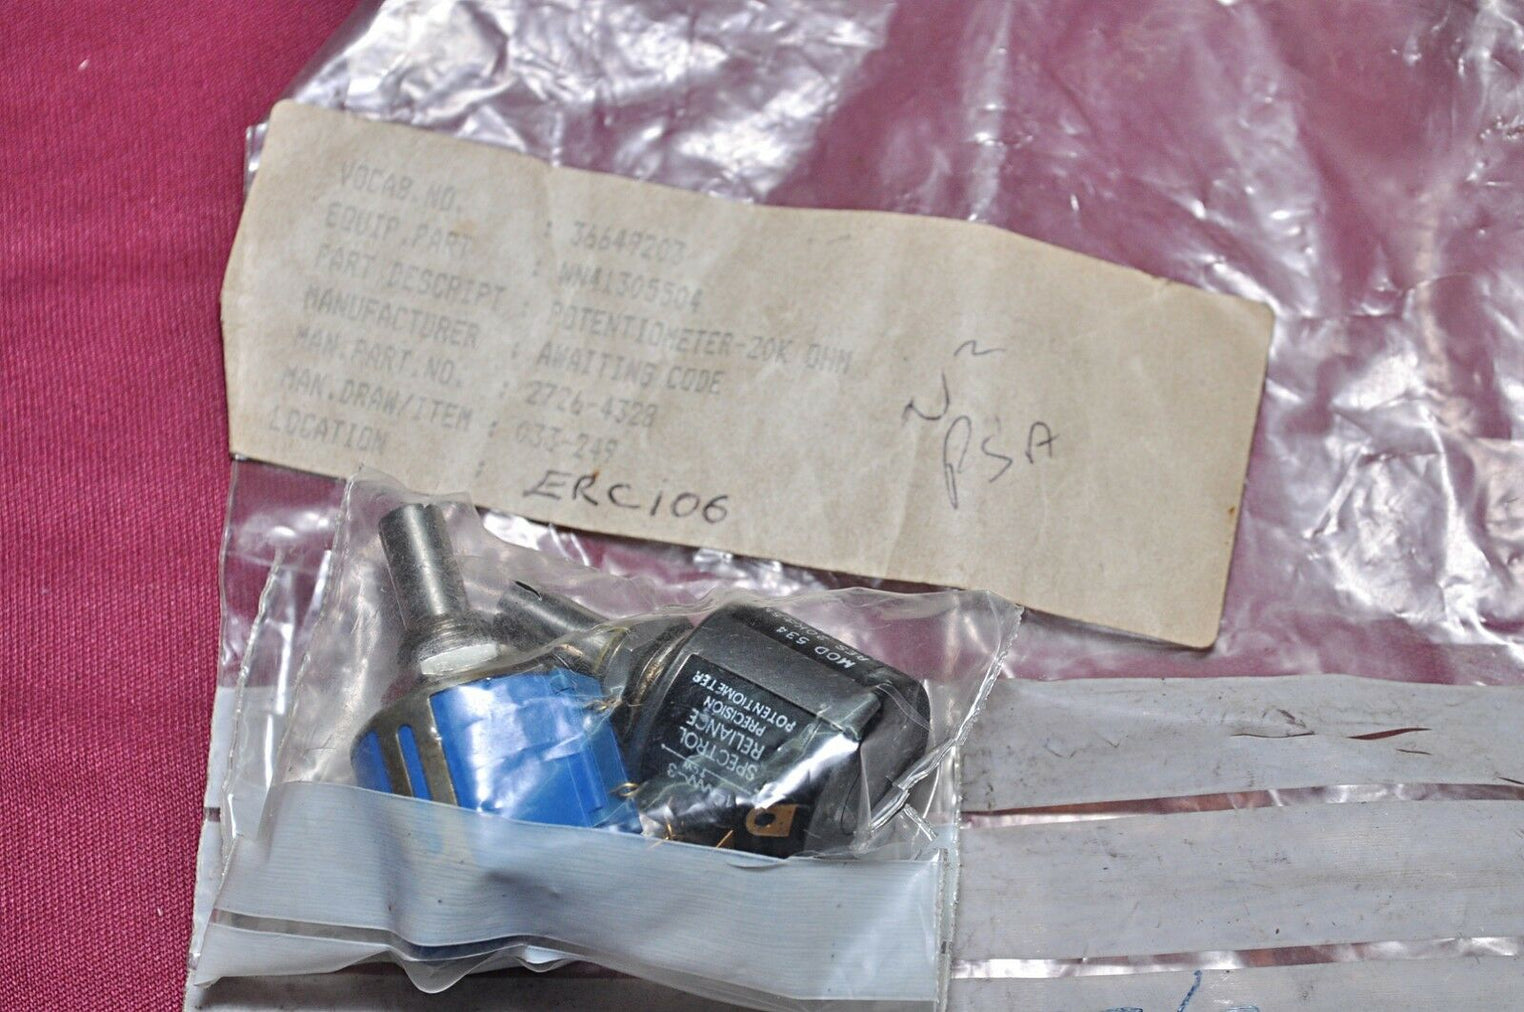 VOCAB.NO. : 36649203
EQUIP.PART : WW41305504
PART DESCRIPT : POTENTIOMETER-20K OHM
MANUFACTURER : AWAITING CODE
MAN.PART.NO. : 2726-4328
MAN.DRAW/ITEM : 033-249
LOCATION : ERC106
PSA
MOD 534
SPECTROL
RELIANCE
PRECISION
POTENTIOMETER